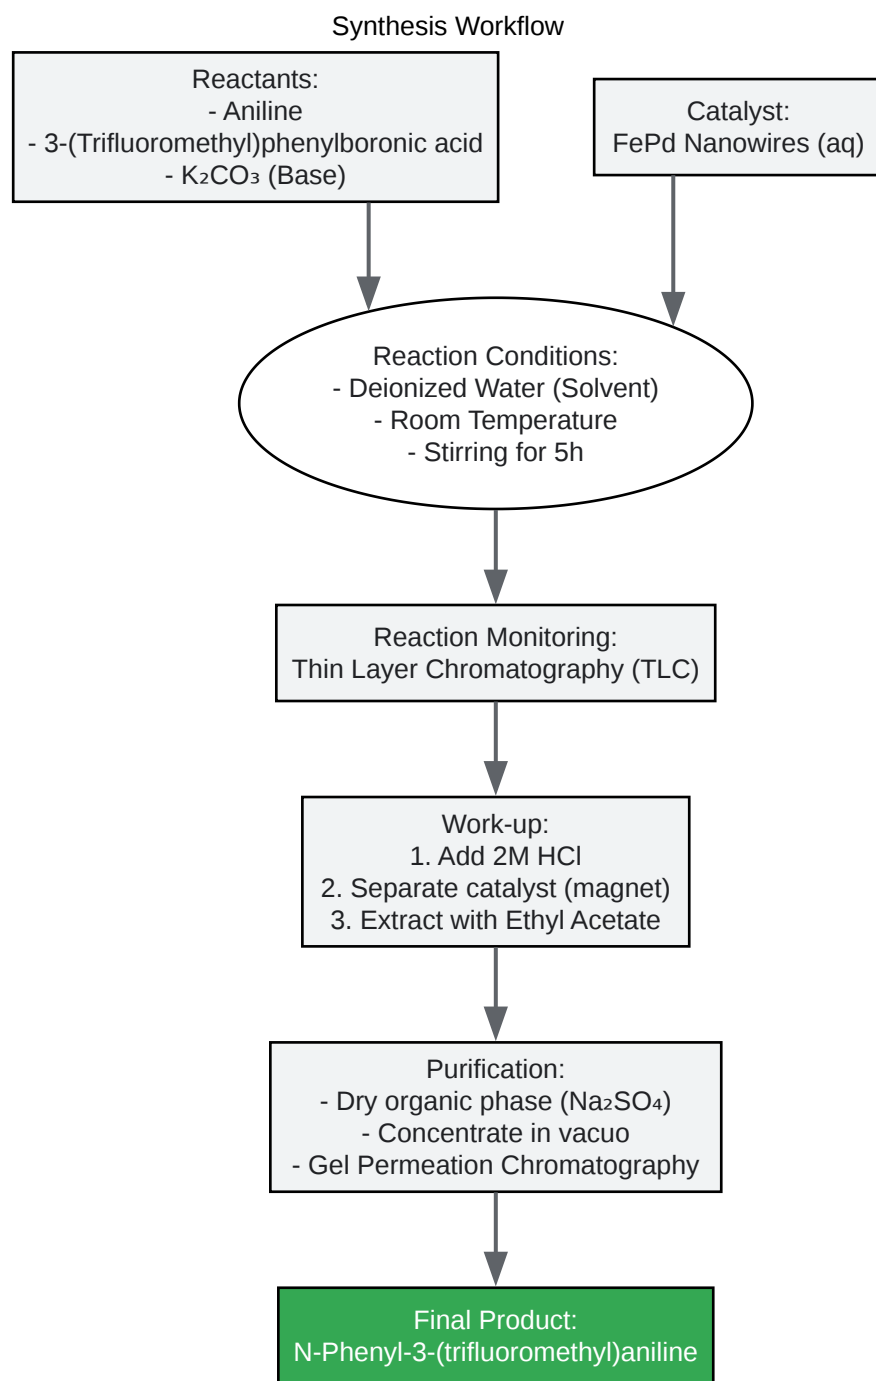 Synthesis Workflow
Reactants:
- Aniline
- 3-(Trifluoromethyl)phenylboronic acid
- K₂CO₃ (Base)
Catalyst:
FePd Nanowires (aq)
Reaction Conditions:
- Deionized Water (Solvent)
- Room Temperature
- Stirring for 5h
Reaction Monitoring:
Thin Layer Chromatography (TLC)
Work-up:
1. Add 2M HCl
2. Separate catalyst (magnet)
3. Extract with Ethyl Acetate
Purification:
- Dry organic phase (Na₂SO₄)
- Concentrate in vacuo
- Gel Permeation Chromatography
Final Product:
N-Phenyl-3-(trifluoromethyl)aniline